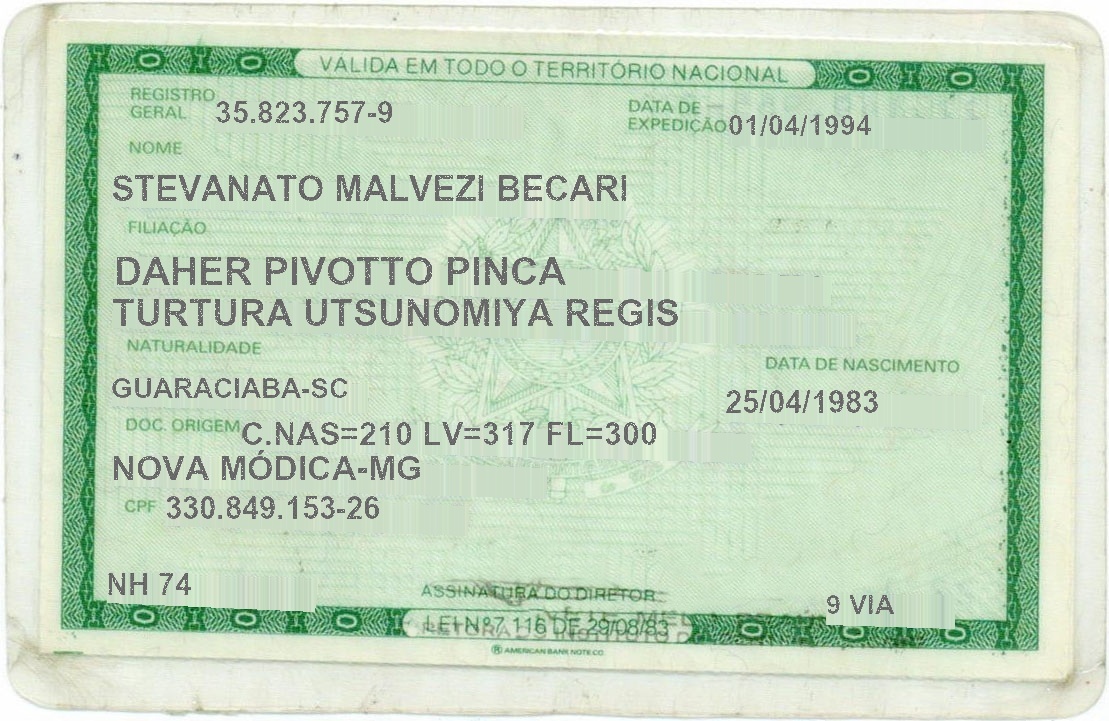 VÁLIDA EM TODO O TERRITÓRIO NACIONAL
REGISTRO GERAL 35.823.757-9
DATA DE EXPEDIÇÃO 01/04/1994
NOME
STEVANATO MALVEZI BECARI
FILIAÇÃO
DAHER PIVOTTO PINCA
TURTURA UTSUNOMIYA REGIS
NATURALIDADE
DATA DE NASCIMENTO
GUARACIABA-SC
25/04/1983
DOC. ORIGEM C.NAS=210 LV=317 FL=300
NOVA MÓDICA-MG
CPF 330.849.153-26
NH 74
ASSINATURA DO DIRETOR
9 VIA
LEI Nº 7.116 DE 29/08/83
AMERICAN BANK NOTE CO.